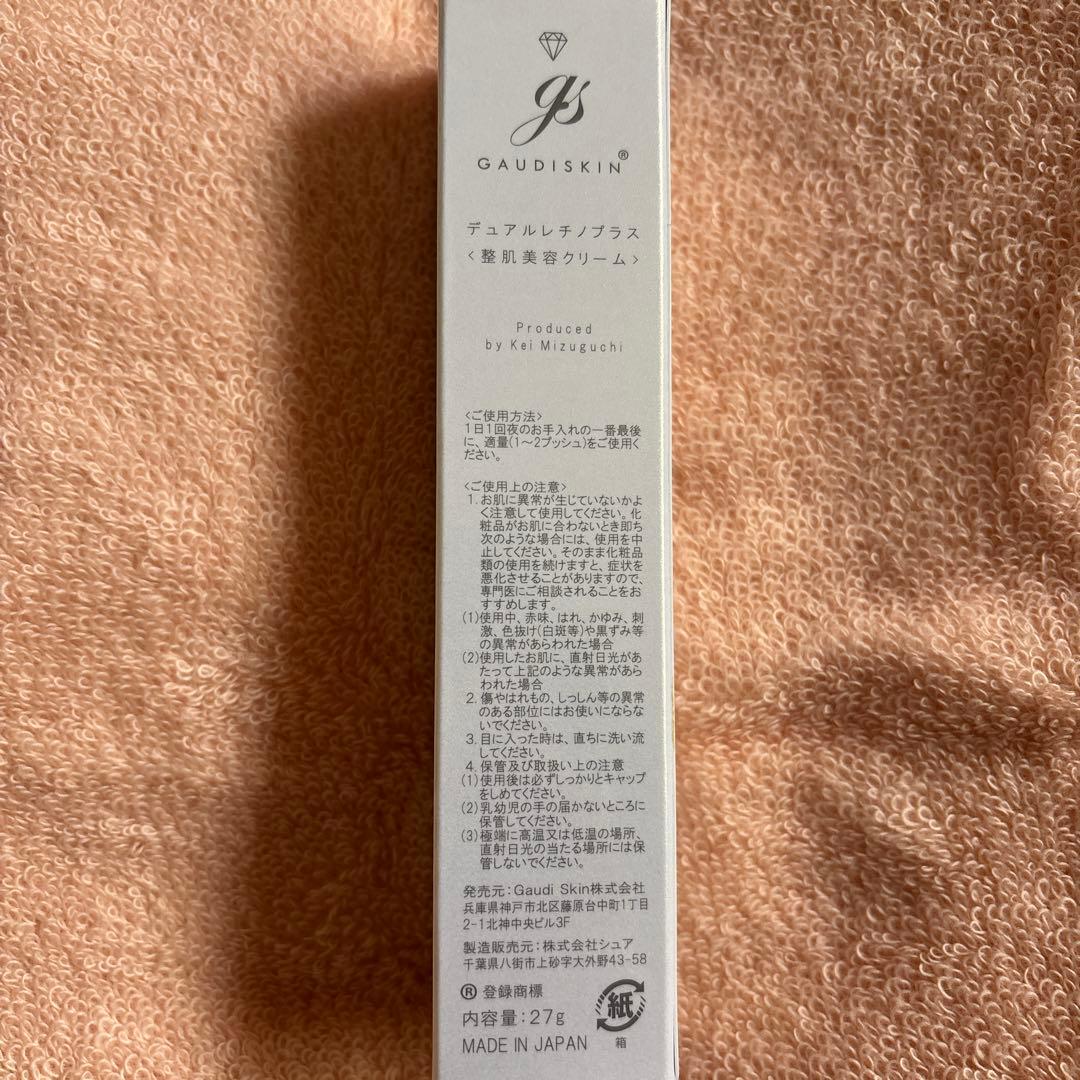 gs
GAUDISKIN®
デュアルレチノプラス
<整肌美容クリーム>
Produced
by Kei Mizuguchi
<ご使用方法>
1日1回夜のお手入れの一番最後
に、適量(1〜2プッシュ)をご使用く
ださい。
<ご使用上の注意>
1. お肌に異常が生じていないかよ
く注意して使用してください。化
粧品がお肌に合わないとき即ち
次のような場合には、使用を中
止してください。そのまま化粧品
類の使用を続けますと、症状を
悪化させることがありますので、
専門医にご相談されることをお
すすめします。
(1)使用中、赤味、はれ、かゆみ、刺
激、色抜け(白斑等)や黒ずみ等
の異常があらわれた場合
(2)使用したお肌に、直射日光があ
たって上記のような異常があら
われた場合
2. 傷やはれもの、しっしん等の異常
のある部位にはお使いにならな
いでください。
3. 目に入った時は、直ちに洗い流
してください。
4. 保管及び取扱い上の注意
(1)使用後は必ずしっかりとキャップ
をしめてください。
(2)乳幼児の手の届かないところに
保管してください。
(3)極端に高温又は低温の場所、
直射日光の当たる場所には保
管しないでください。
発売元:Gaudi Skin株式会社
兵庫県神戸市北区藤原台中町1丁目
2-1北神中央ビル3F
製造販売元:株式会社シュア
千葉県八街市上砂字大外野43-58
® 登録商標
内容量:27g
MADE IN JAPAN
紙
箱